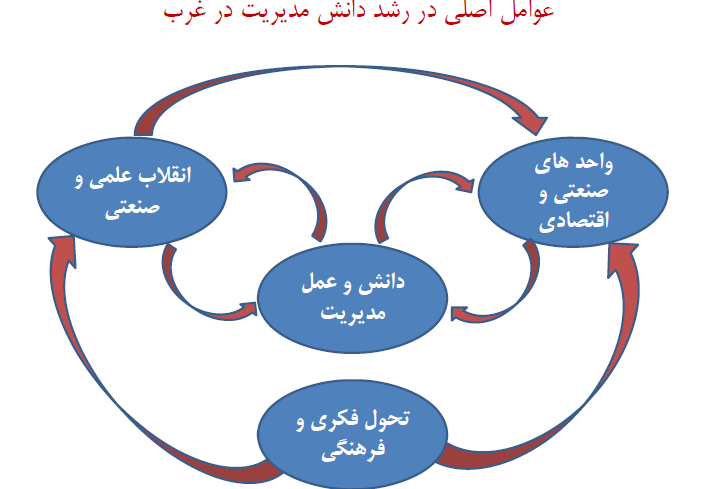 عوامل اصلی در رشد دانش مدیریت در غرب
واحد های
صنعتی و
اقتصادی
انقلاب علمی و
صنعتی
دانش و عمل
مدیریت
تحول فکری و
فرهنگی